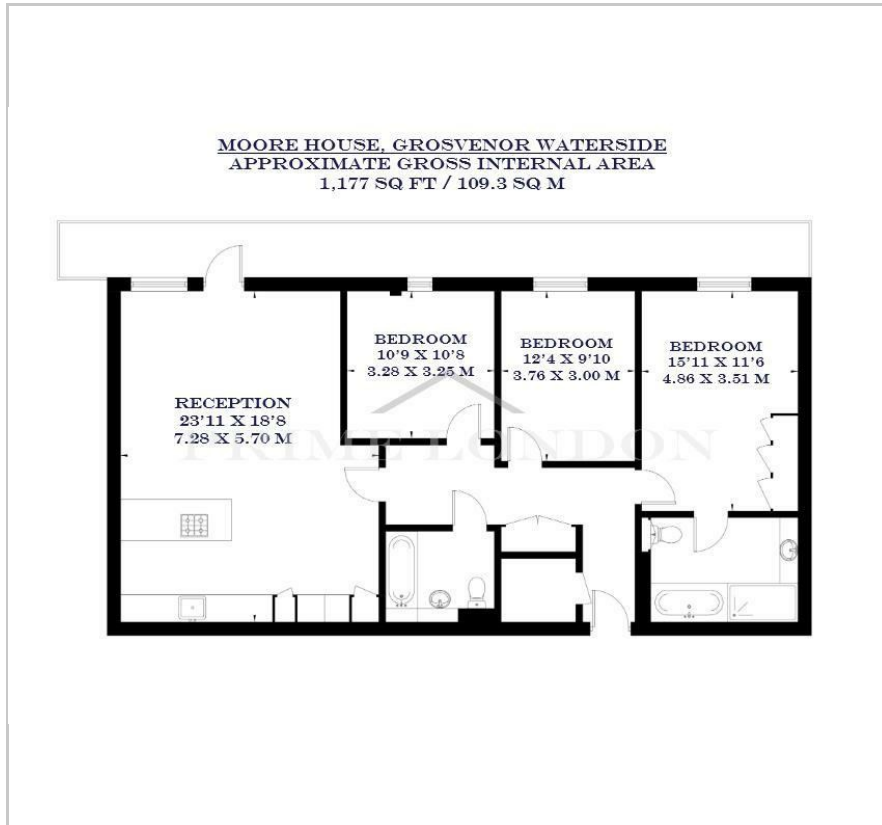 MOORE HOUSE, GROSVENOR WATERSIDE
APPROXIMATE GROSS INTERNAL AREA
1,177 SQ FT / 109.3 SQ M
RECEPTION
23'11 X 18'8
7.28 X 5.70 M
BEDROOM
10'9 X 10'8
3.28 X 3.25 M
BEDROOM
12'4 X 9'10
3.76 X 3.00 M
BEDROOM
15'11 X 11'6
4.86 X 3.51 M
PRIME LONDON